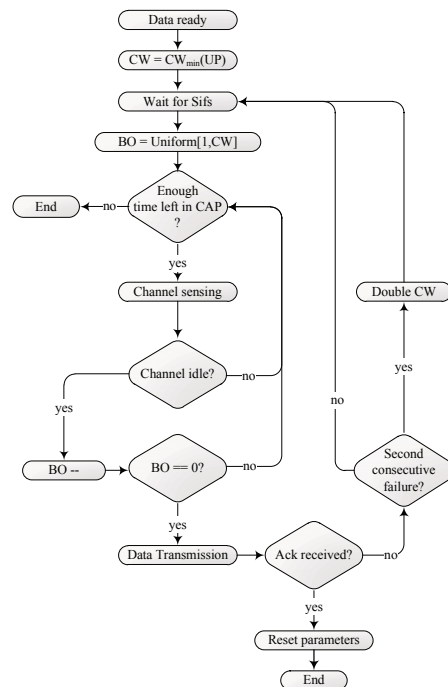 Data ready
CW = CWmin(UP)
Wait for Sifs
BO = Uniform[1,CW]
Enough
time left in CAP
?
no
End
yes
Channel sensing
Double CW
Channel idle?
no
yes
yes
no
BO --
BO == 0?
no
Second
consecutive
failure?
yes
Data Transmission
Ack received?
no
yes
Reset parameters
End